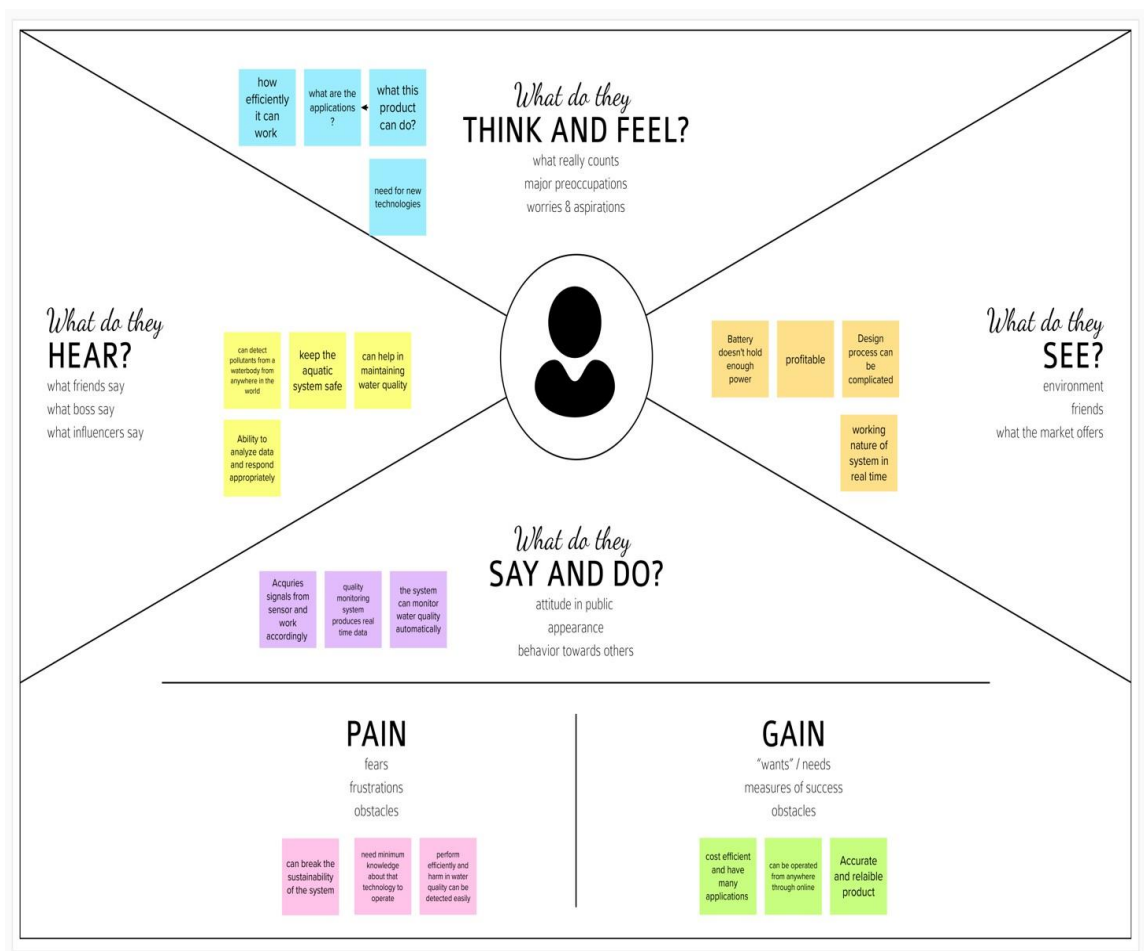 how
efficiently
it can
work
what are the
applications
?
what this
product
can do?
need for new
technologies
What do they
THINK AND FEEL?
what really counts
major preoccupations
worries & aspirations
What do they
HEAR?
what friends say
what boss say
what influencers say
can detect
pollutants from a
waterbody from
anywhere in the
world
keep the
aquatic
system safe
can help in
maintaining
water quality
Ability to
analyze data
and respond
appropriately
Battery
doesn't hold
enough
power
profitable
Design
process can
be
complicated
working
nature of
system in
real time
What do they
SEE?
environment
friends
what the market offers
What do they
SAY AND DO?
attitude in public
appearance
behavior towards others
Acquries
signals from
sensor and
work
accordingly
quality
monitoring
system
produces real
time data
the system
can monitor
water quality
automatically
PAIN
fears
frustrations
obstacles
can break the
sustainability
of the system
need minimum
knowledge
about that
technology to
operate
perform
efficiently and
harm in water
quality can be
detected easily
GAIN
"wants" / needs
measures of success
obstacles
cost efficient
and have
many
applications
can be operated
from anywhere
through online
Accurate
and relaible
product